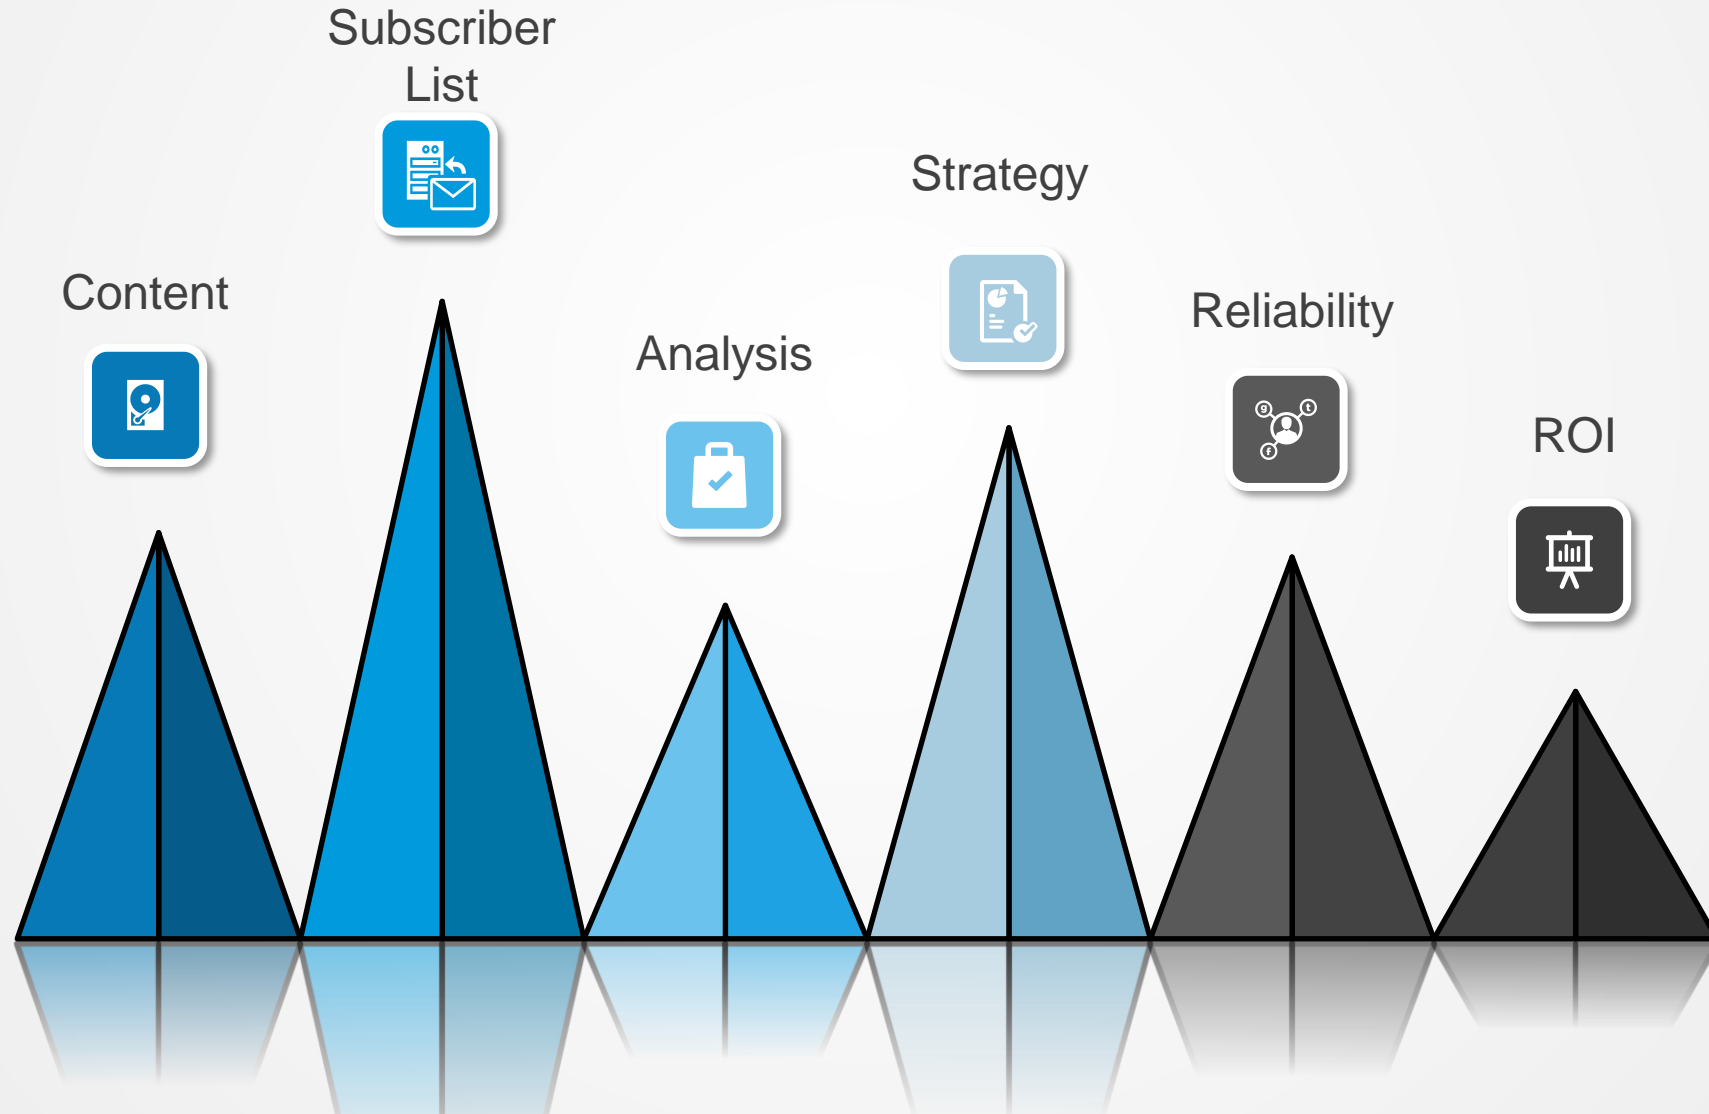 Content
Subscriber
List
Analysis
Strategy
Reliability
g
t
f
ROI